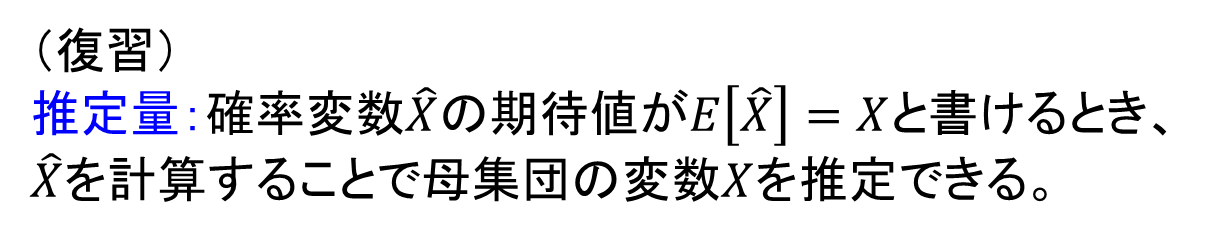 （復習）
推定量：確率変数X̂の期待値がE[X̂] = Xと書けるとき、
X̂を計算することで母集団の変数Xを推定できる。